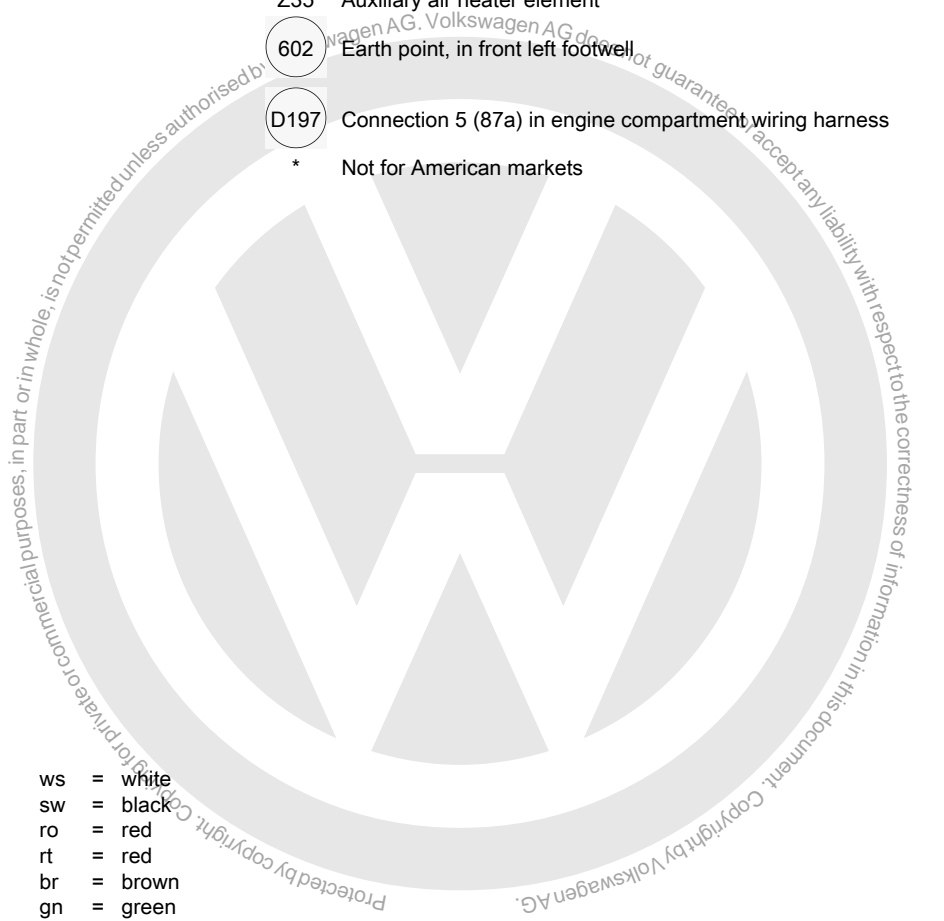 Z35 Auxiliary air heater element
602 Earth point, in front left footwell
D197 Connection 5 (87a) in engine compartment wiring harness
* Not for American markets
ws = white
sw = black
ro = red
rt = red
br = brown
gn = green
Protected by copyright. Copying for private or commercial purposes, in part or in whole, is not permitted unless authorised by Volkswagen AG. Volkswagen AG does not guarantee or accept any liability with respect to the correctness of information in this document. Copyright by Volkswagen AG.